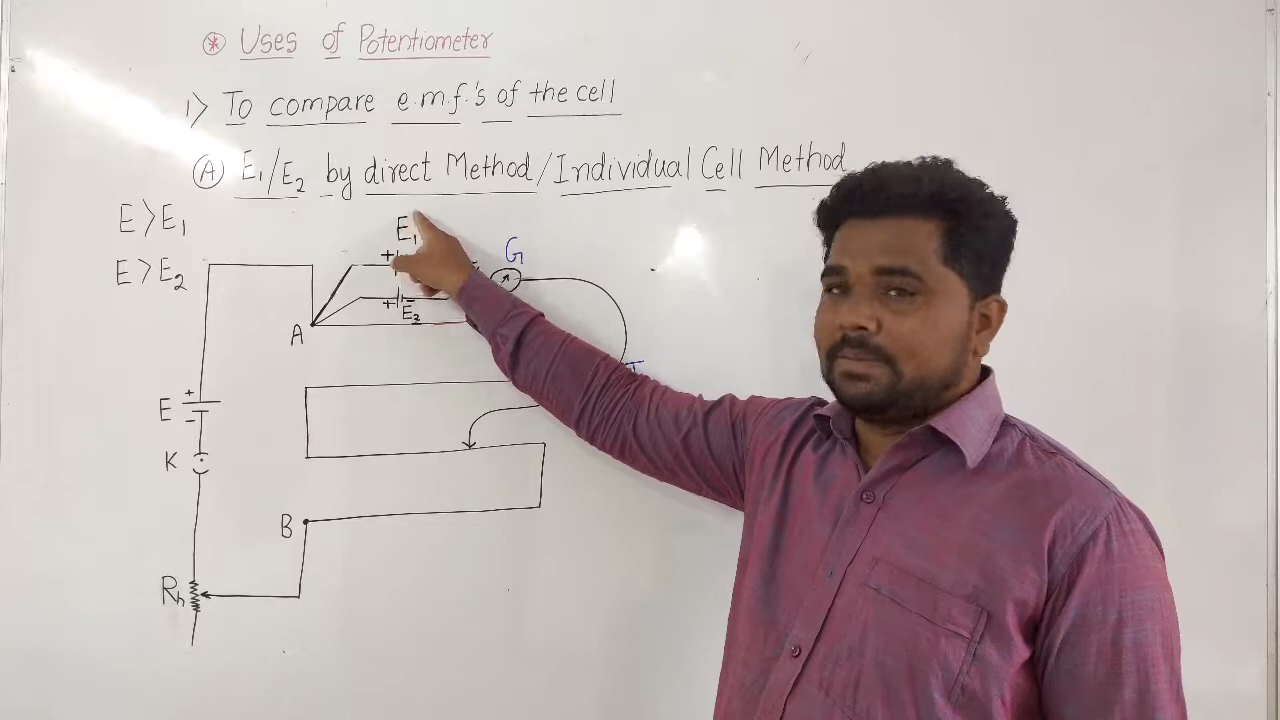 * Uses of Potentiometer
1> To compare e.m.f.'s of the cell
A E1/E2 by direct Method/Individual Cell Method
E > E1
E > E2
E1
+
G
+ -
E2
A
J
+
E
-
K
B
Rh